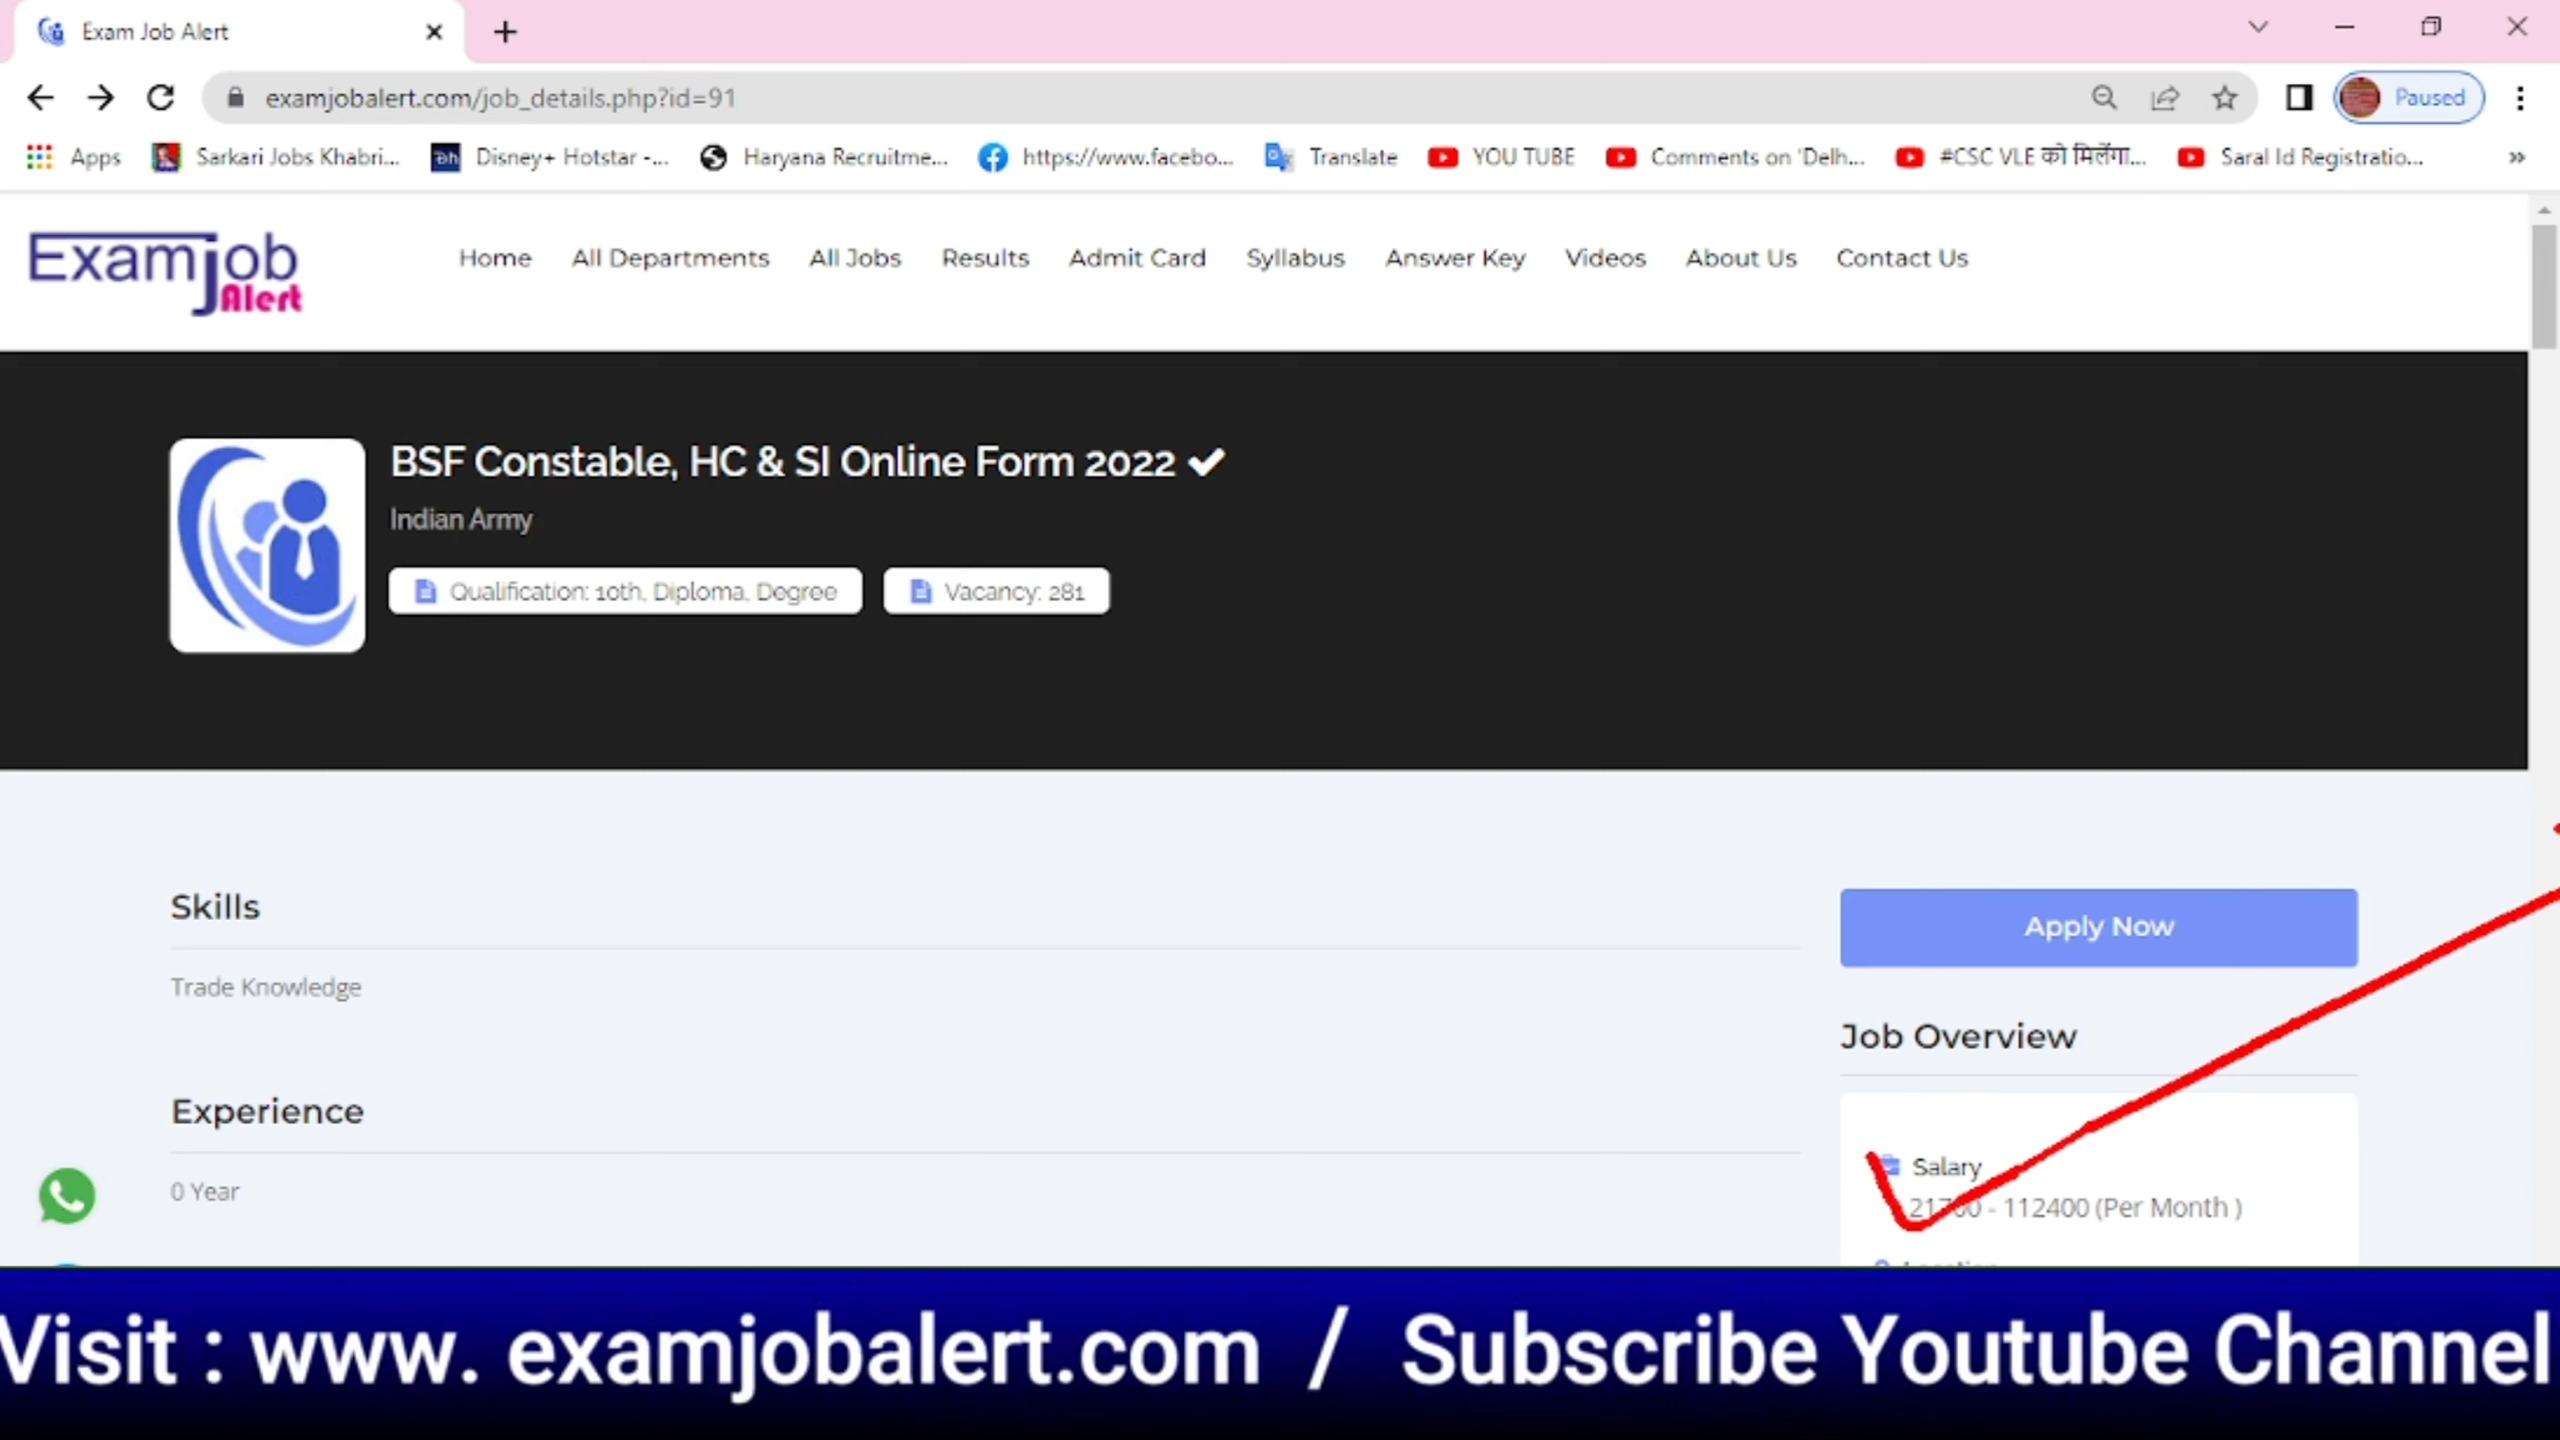 Exam Job Alert
examjobalert.com/job_details.php?id=91
Paused
Apps
Sarkari Jobs Khabri...
Disney+ Hotstar -...
Haryana Recruitme...
https://www.facebo...
Translate
YOU TUBE
Comments on 'Delh...
#CSC VLE को मिलेंगा...
Saral Id Registratio...
Examjob Alert
Home
All Departments
All Jobs
Results
Admit Card
Syllabus
Answer Key
Videos
About Us
Contact Us
BSF Constable, HC & SI Online Form 2022
Indian Army
Qualification: 10th, Diploma, Degree
Vacancy: 281
Skills
Trade Knowledge
Experience
0 Year
Apply Now
Job Overview
Salary
21700 - 112400 (Per Month )
Visit : www. examjobalert.com / Subscribe Youtube Channel